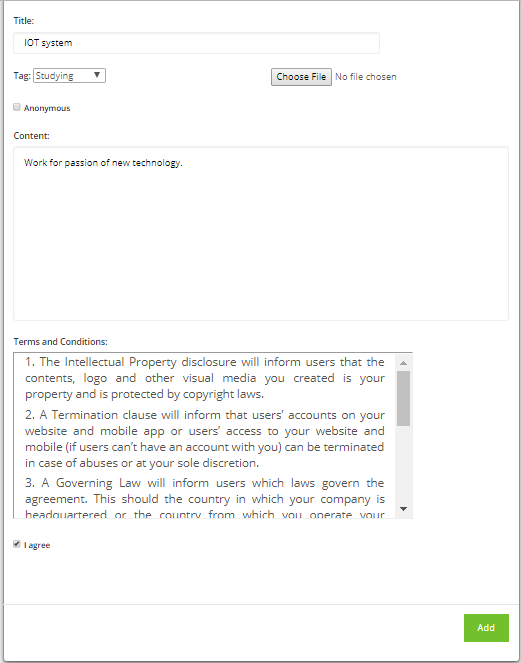 Title:
IOT system
Tag: Studying
Choose File No file chosen
Anonymous
Content:
Work for passion of new technology.
Terms and Conditions:
1. The Intellectual Property disclosure will inform users that the
contents, logo and other visual media you created is your
property and is protected by copyright laws.
2. A Termination clause will inform that users’ accounts on your
website and mobile app or users’ access to your website and
mobile (if users can’t have an account with you) can be terminated
in case of abuses or at your sole discretion.
3. A Governing Law will inform users which laws govern the
agreement. This should the country in which your company is
headquartered or the country from which you operate your
I agree
Add